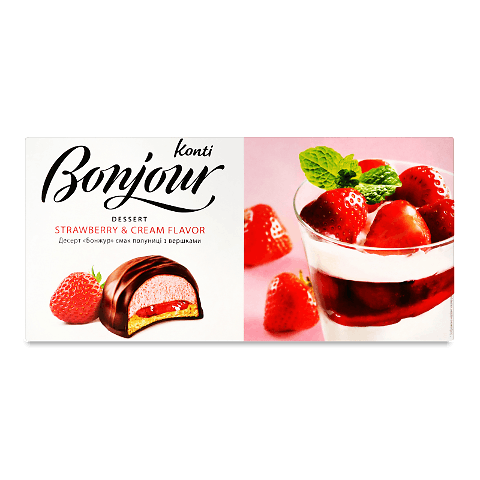 Konti
Bonjour
DESSERT
STRAWBERRY & CREAM FLAVOR
Десерт «Бонжур» смак полуниці з вершками